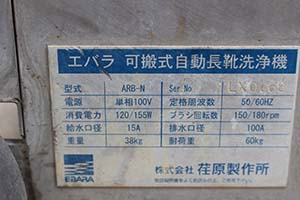 エバラ 可搬式自動長靴洗浄機
型式 ARB-N Ser No
電源 単相100V 定格周波数 50/60HZ
消費電力 120/155W ブラシ回転数 150/180rpm
給水口径 15A 排水口径 100A
重量 38kg 耐荷重 60kg
EBARA
株式会社 荏原製作所